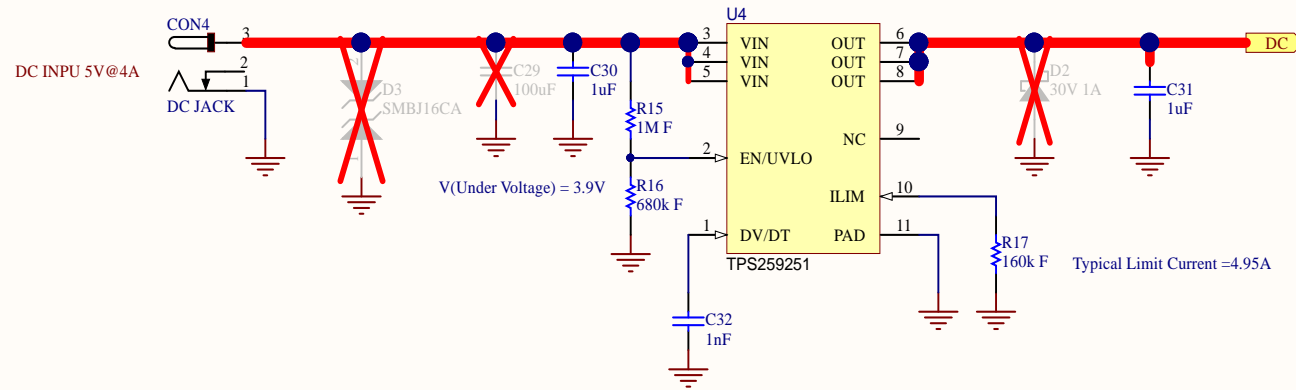 CON4
3
DC INPU 5V@4A
2
1
DC JACK
2
D3
SMBJ16CA
1
C29
100uF
C30
1uF
R15
1M F
V(Under Voltage) = 3.9V
R16
680k F
C32
1nF
U4
3 VIN OUT 6
4 VIN OUT 7
5 VIN OUT 8
NC 9
2 EN/UVLO
ILIM 10
1 DV/DT PAD 11
TPS259251
R17
160k F
Typical Limit Current =4.95A
D2
30V 1A
C31
1uF
DC